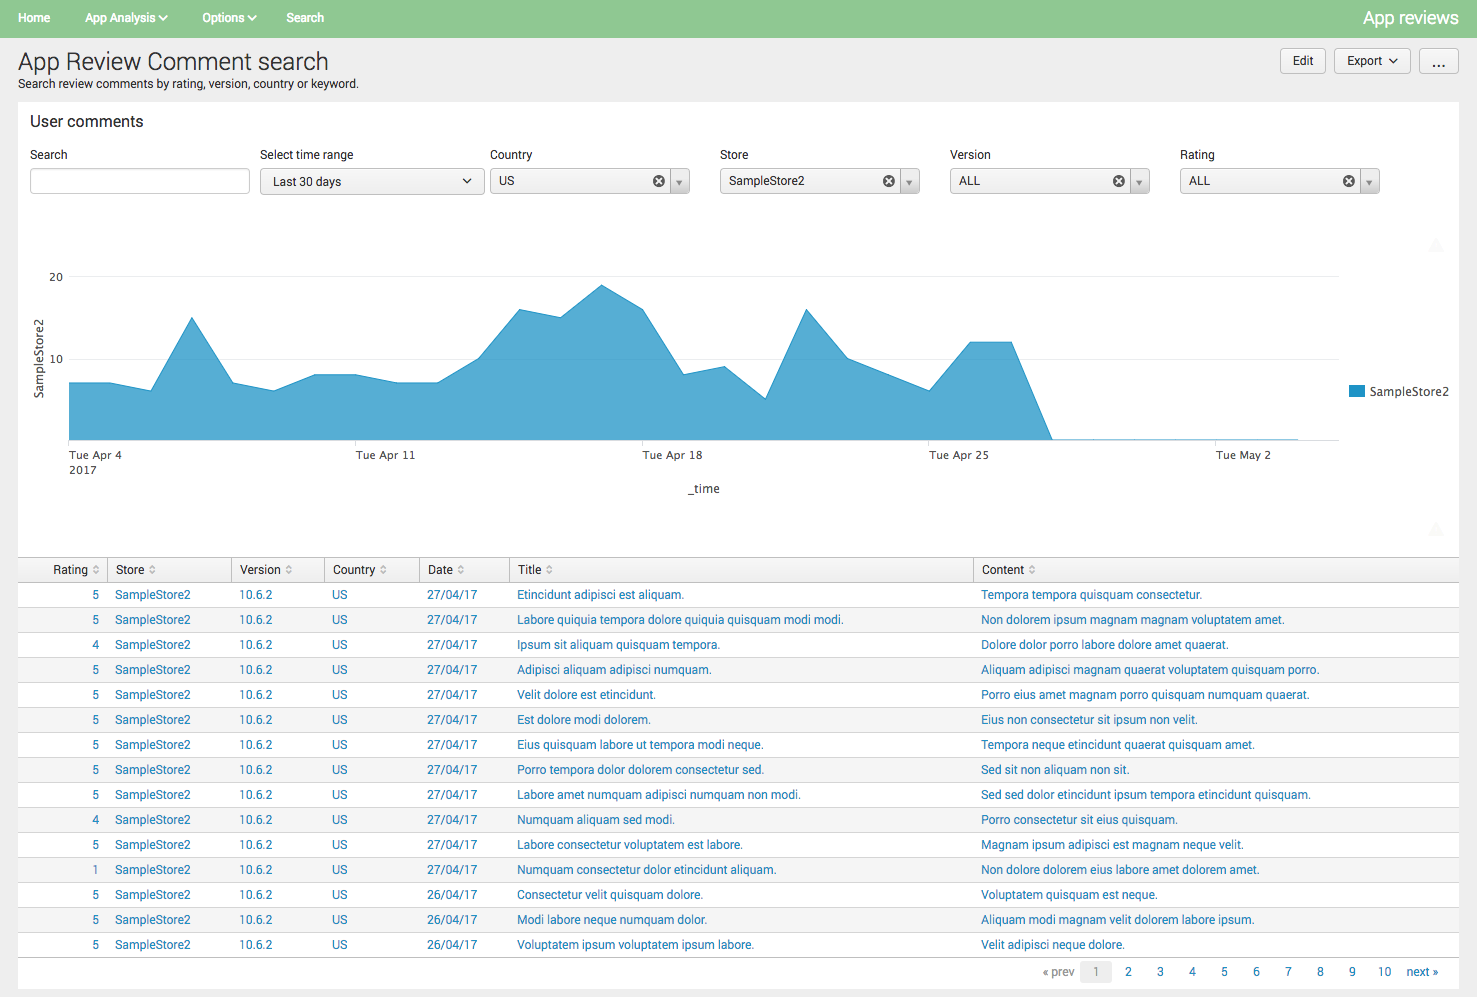 Home App Analysis Options Search App reviews
App Review Comment search
Edit Export ...
Search review comments by rating, version, country or keyword.
User comments
Search Select time range Country Store Version Rating
Last 30 days US SampleStore2 ALL ALL
20
10
SampleStore2
SampleStore2
Tue Apr 4 Tue Apr 11 Tue Apr 18 Tue Apr 25 Tue May 2
2017
_time
Rating Store Version Country Date Title Content
5 SampleStore2 10.6.2 US 27/04/17 Etincidunt adipisci est aliquam. Tempora tempora quisquam consectetur.
5 SampleStore2 10.6.2 US 27/04/17 Labore quiquia tempora dolore quiquia quisquam modi modi. Non dolorem ipsum magnam magnam voluptatem amet.
4 SampleStore2 10.6.2 US 27/04/17 Ipsum sit aliquam quisquam tempora. Dolore dolor porro labore dolore amet quaerat.
5 SampleStore2 10.6.2 US 27/04/17 Adipisci aliquam adipisci numquam. Aliquam adipisci magnam quaerat voluptatem quisquam porro.
5 SampleStore2 10.6.2 US 27/04/17 Velit dolore est etincidunt. Porro eius amet magnam porro quisquam numquam quaerat.
5 SampleStore2 10.6.2 US 27/04/17 Est dolore modi dolorem. Eius non consectetur sit ipsum non velit.
5 SampleStore2 10.6.2 US 27/04/17 Eius quisquam labore ut tempora modi neque. Tempora neque etincidunt quaerat quisquam amet.
5 SampleStore2 10.6.2 US 27/04/17 Porro tempora dolor dolorem consectetur sed. Sed sit non aliquam non sit.
5 SampleStore2 10.6.2 US 27/04/17 Labore amet numquam adipisci numquam non modi. Sed sed dolor etincidunt ipsum tempora etincidunt quisquam.
4 SampleStore2 10.6.2 US 27/04/17 Numquam aliquam sed modi. Porro consectetur sit eius quisquam.
5 SampleStore2 10.6.2 US 27/04/17 Labore consectetur voluptatem est labore. Magnam ipsum adipisci est magnam neque velit.
1 SampleStore2 10.6.2 US 27/04/17 Numquam consectetur dolor etincidunt aliquam. Non dolore dolorem eius labore amet dolorem amet.
5 SampleStore2 10.6.2 US 26/04/17 Consectetur velit quisquam dolore. Voluptatem quisquam est neque.
5 SampleStore2 10.6.2 US 26/04/17 Modi labore neque numquam dolor. Aliquam modi magnam velit dolorem labore ipsum.
5 SampleStore2 10.6.2 US 26/04/17 Voluptatem ipsum voluptatem ipsum labore. Velit adipisci neque dolore.
« prev 1 2 3 4 5 6 7 8 9 10 next »